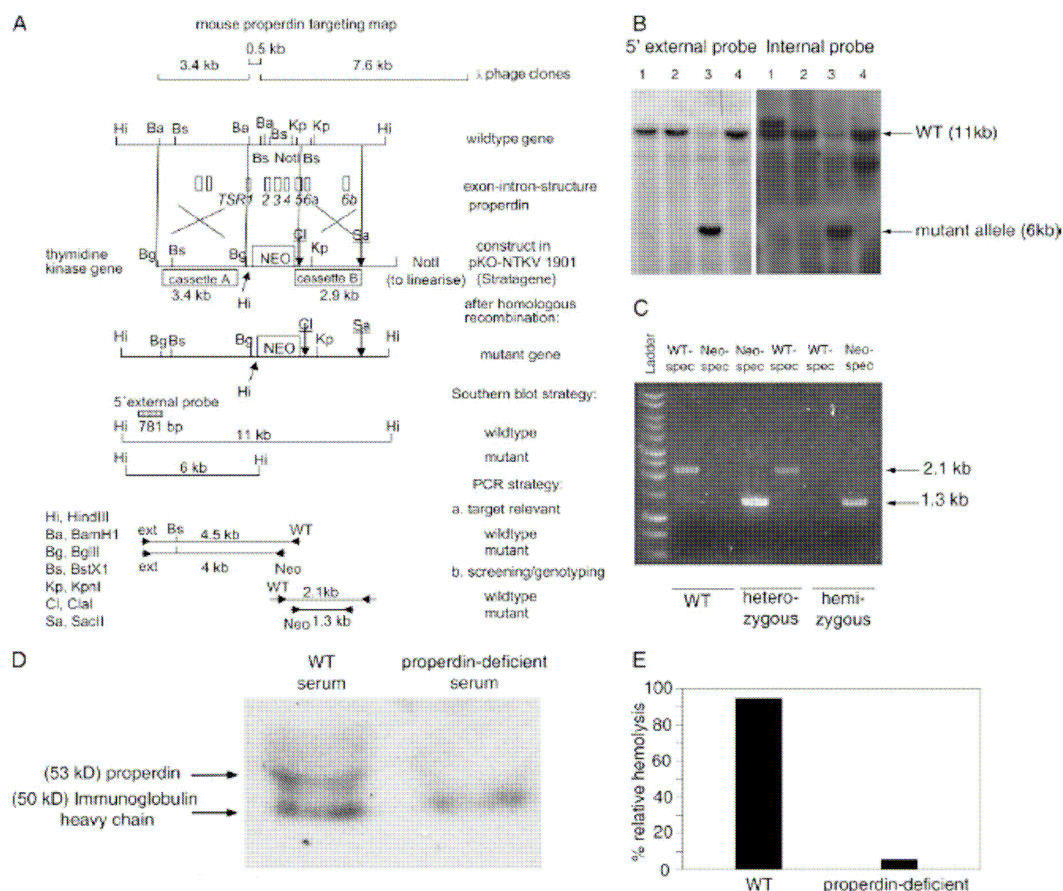 A
mouse properdin targeting map
0.5 kb
3.4 kb
7.6 kb
λ phage clones
Hi Ba Bs Ba Ba Bs Kp Kp Hi
wildtype gene
Bs NotI Bs
exon-intron-structure
properdin
TSR1 2 3 4 5 6a 6b
Cl Sa
thymidine
kinase gene
Bg Bs Bg NEO Kp NotI
construct in
pKO-NTKV 1901
(Stratagene)
cassette A cassette B
(to linearise)
3.4 kb 2.9 kb
Hi
after homologous
recombination:
Cl Sa
Hi Bg Bs Bg NEO Kp Hi
mutant gene
Hi
Southern blot strategy:
5´external probe
781 bp
Hi 11 kb Hi
wildtype
Hi 6 kb Hi
mutant
PCR strategy:
a. target relevant
Hi, HindIII
Ba, BamH1
Bg, BglII
Bs, BstX1
Kp, KpnI
Cl, ClaI
Sa, SacII
ext Bs 4.5 kb WT
wildtype
mutant
ext 4 kb Neo
b. screening/genotyping
WT 2.1kb
wildtype
mutant
Neo 1.3 kb
B
5' external probe Internal probe
1 2 3 4 1 2 3 4
WT (11kb)
mutant allele (6kb)
C
Ladder
WT-spec Neo-spec Neo-spec WT-spec WT-spec Neo-spec
2.1 kb
1.3 kb
WT
hetero-
zygous
hemi-
zygous
D
WT
serum
properdin-deficient
serum
(53 kD) properdin
(50 kD) Immunoglobulin
heavy chain
E
% relative hemolysis
100
80
60
40
20
0
WT properdin-deficient